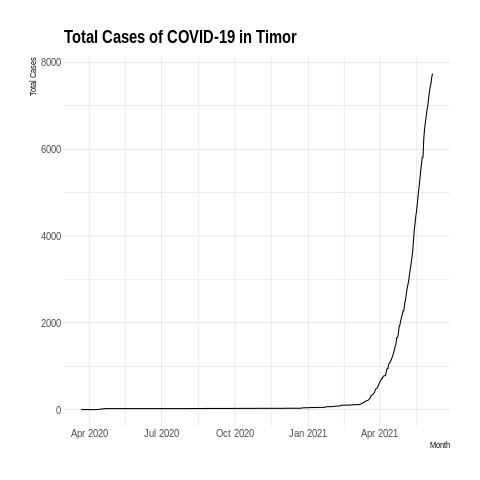 Total Cases of COVID-19 in Timor
Total Cases
8000
6000
4000
2000
0
Apr 2020 Jul 2020 Oct 2020 Jan 2021 Apr 2021
Month